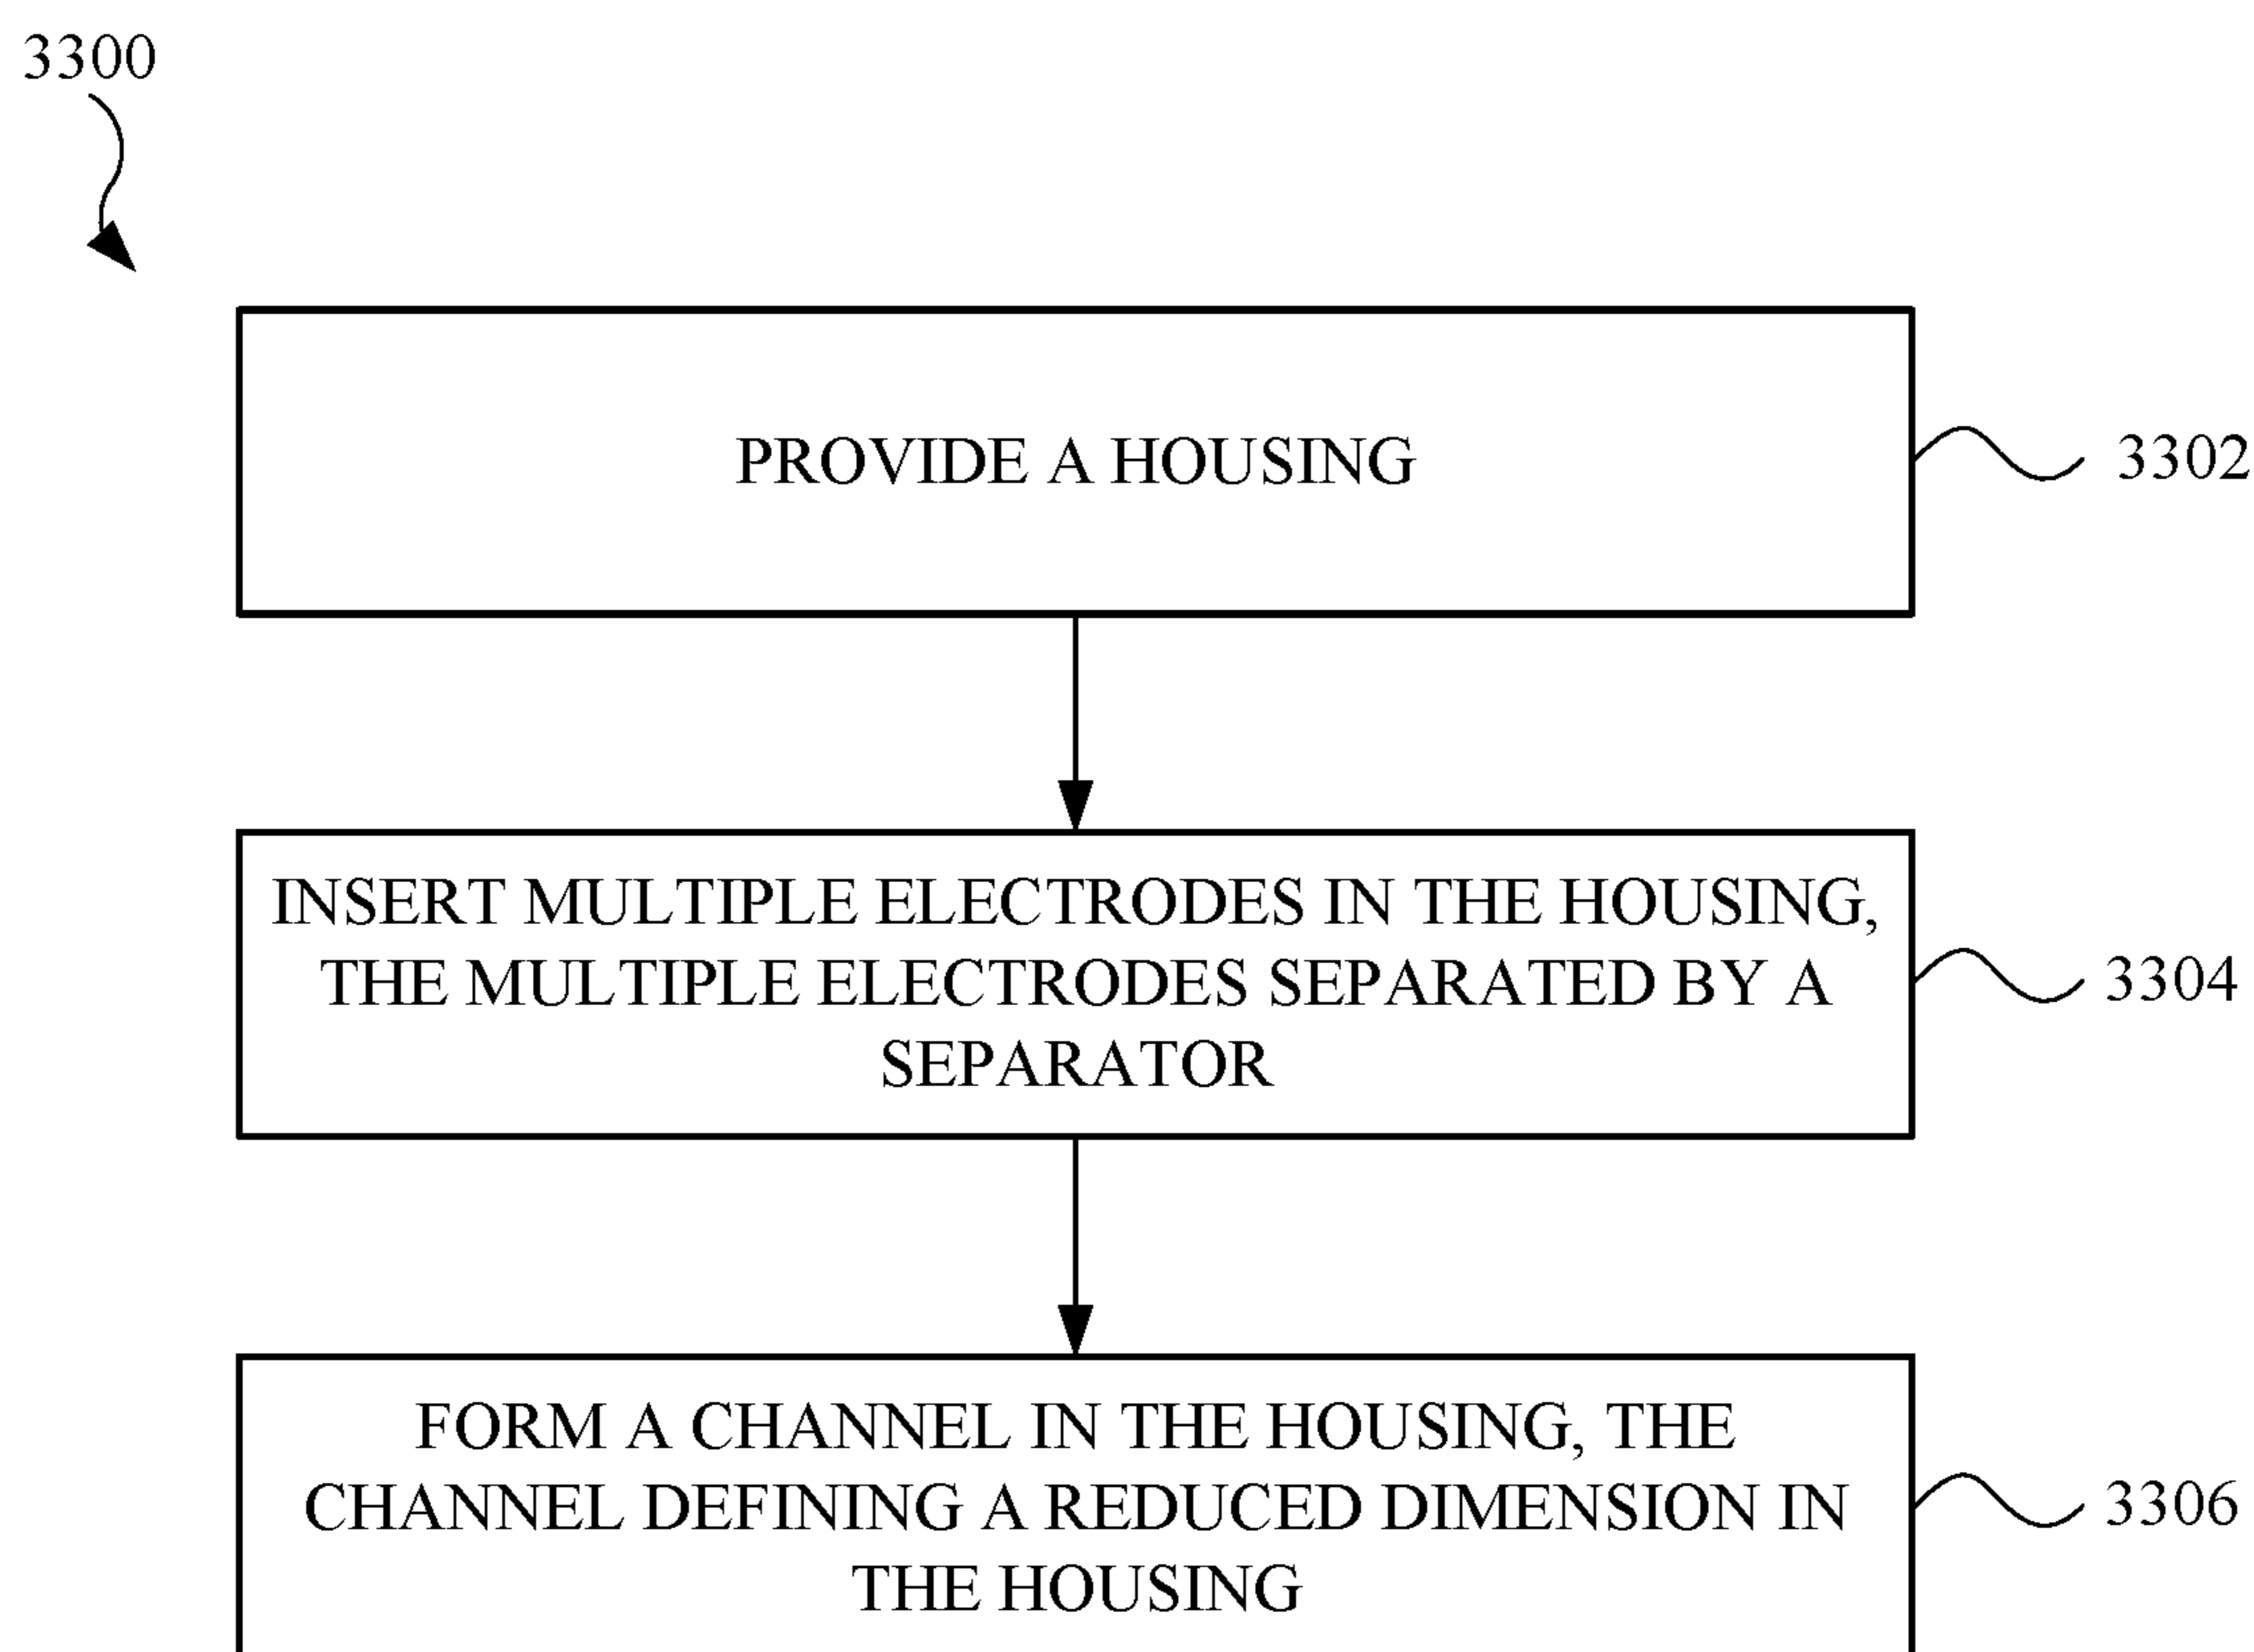 3300
PROVIDE A HOUSING
3302
INSERT MULTIPLE ELECTRODES IN THE HOUSING,
THE MULTIPLE ELECTRODES SEPARATED BY A
SEPARATOR
3304
FORM A CHANNEL IN THE HOUSING, THE
CHANNEL DEFINING A REDUCED DIMENSION IN
THE HOUSING
3306